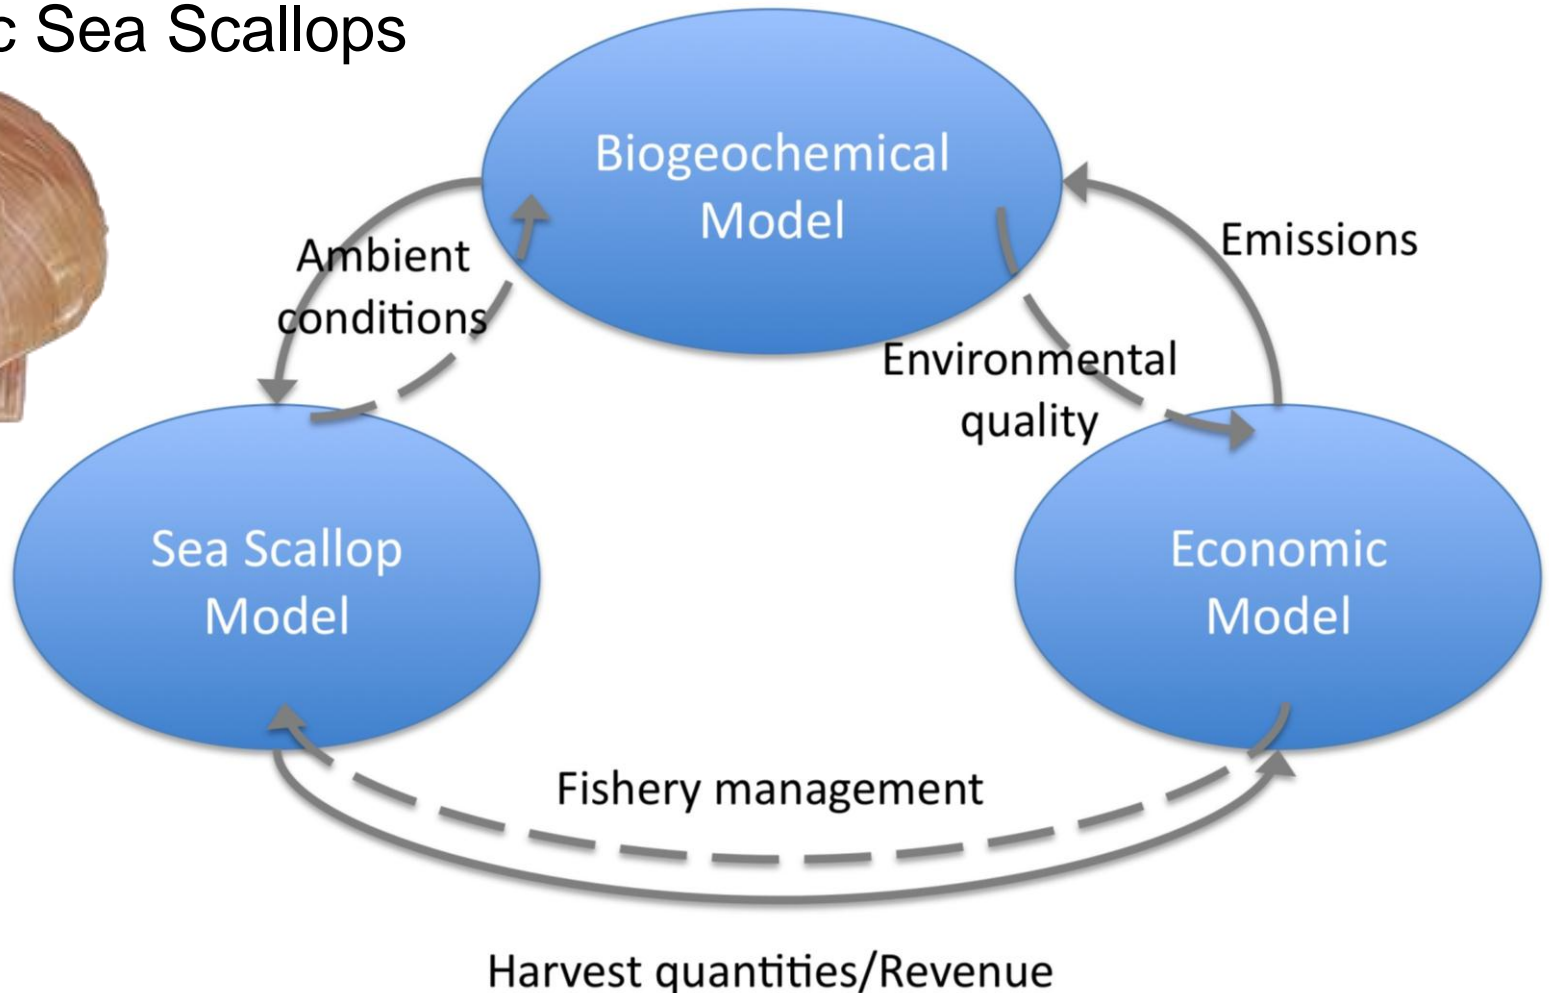 c Sea Scallops
Biogeochemical
Model
Ambient
conditions
Emissions
Environmental
quality
Sea Scallop
Model
Economic
Model
Fishery management
Harvest quantities/Revenue